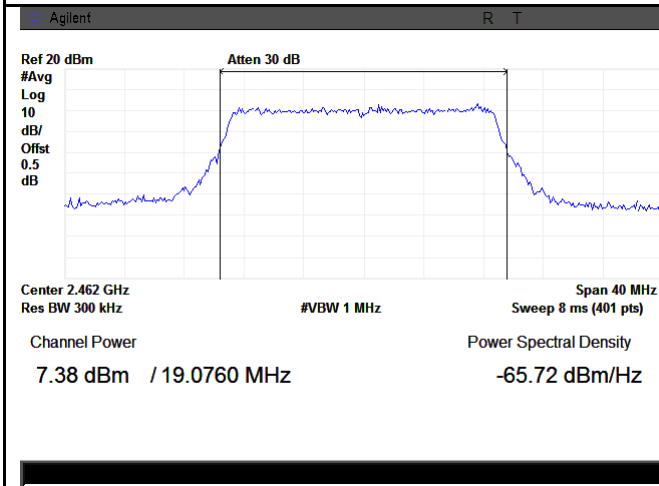 Agilent R T
Ref 20 dBm Atten 30 dB
#Avg
Log
10
dB/
Offst
0.5
dB
Center 2.462 GHz Span 40 MHz
Res BW 300 kHz #VBW 1 MHz Sweep 8 ms (401 pts)
Channel Power Power Spectral Density
7.38 dBm / 19.0760 MHz -65.72 dBm/Hz